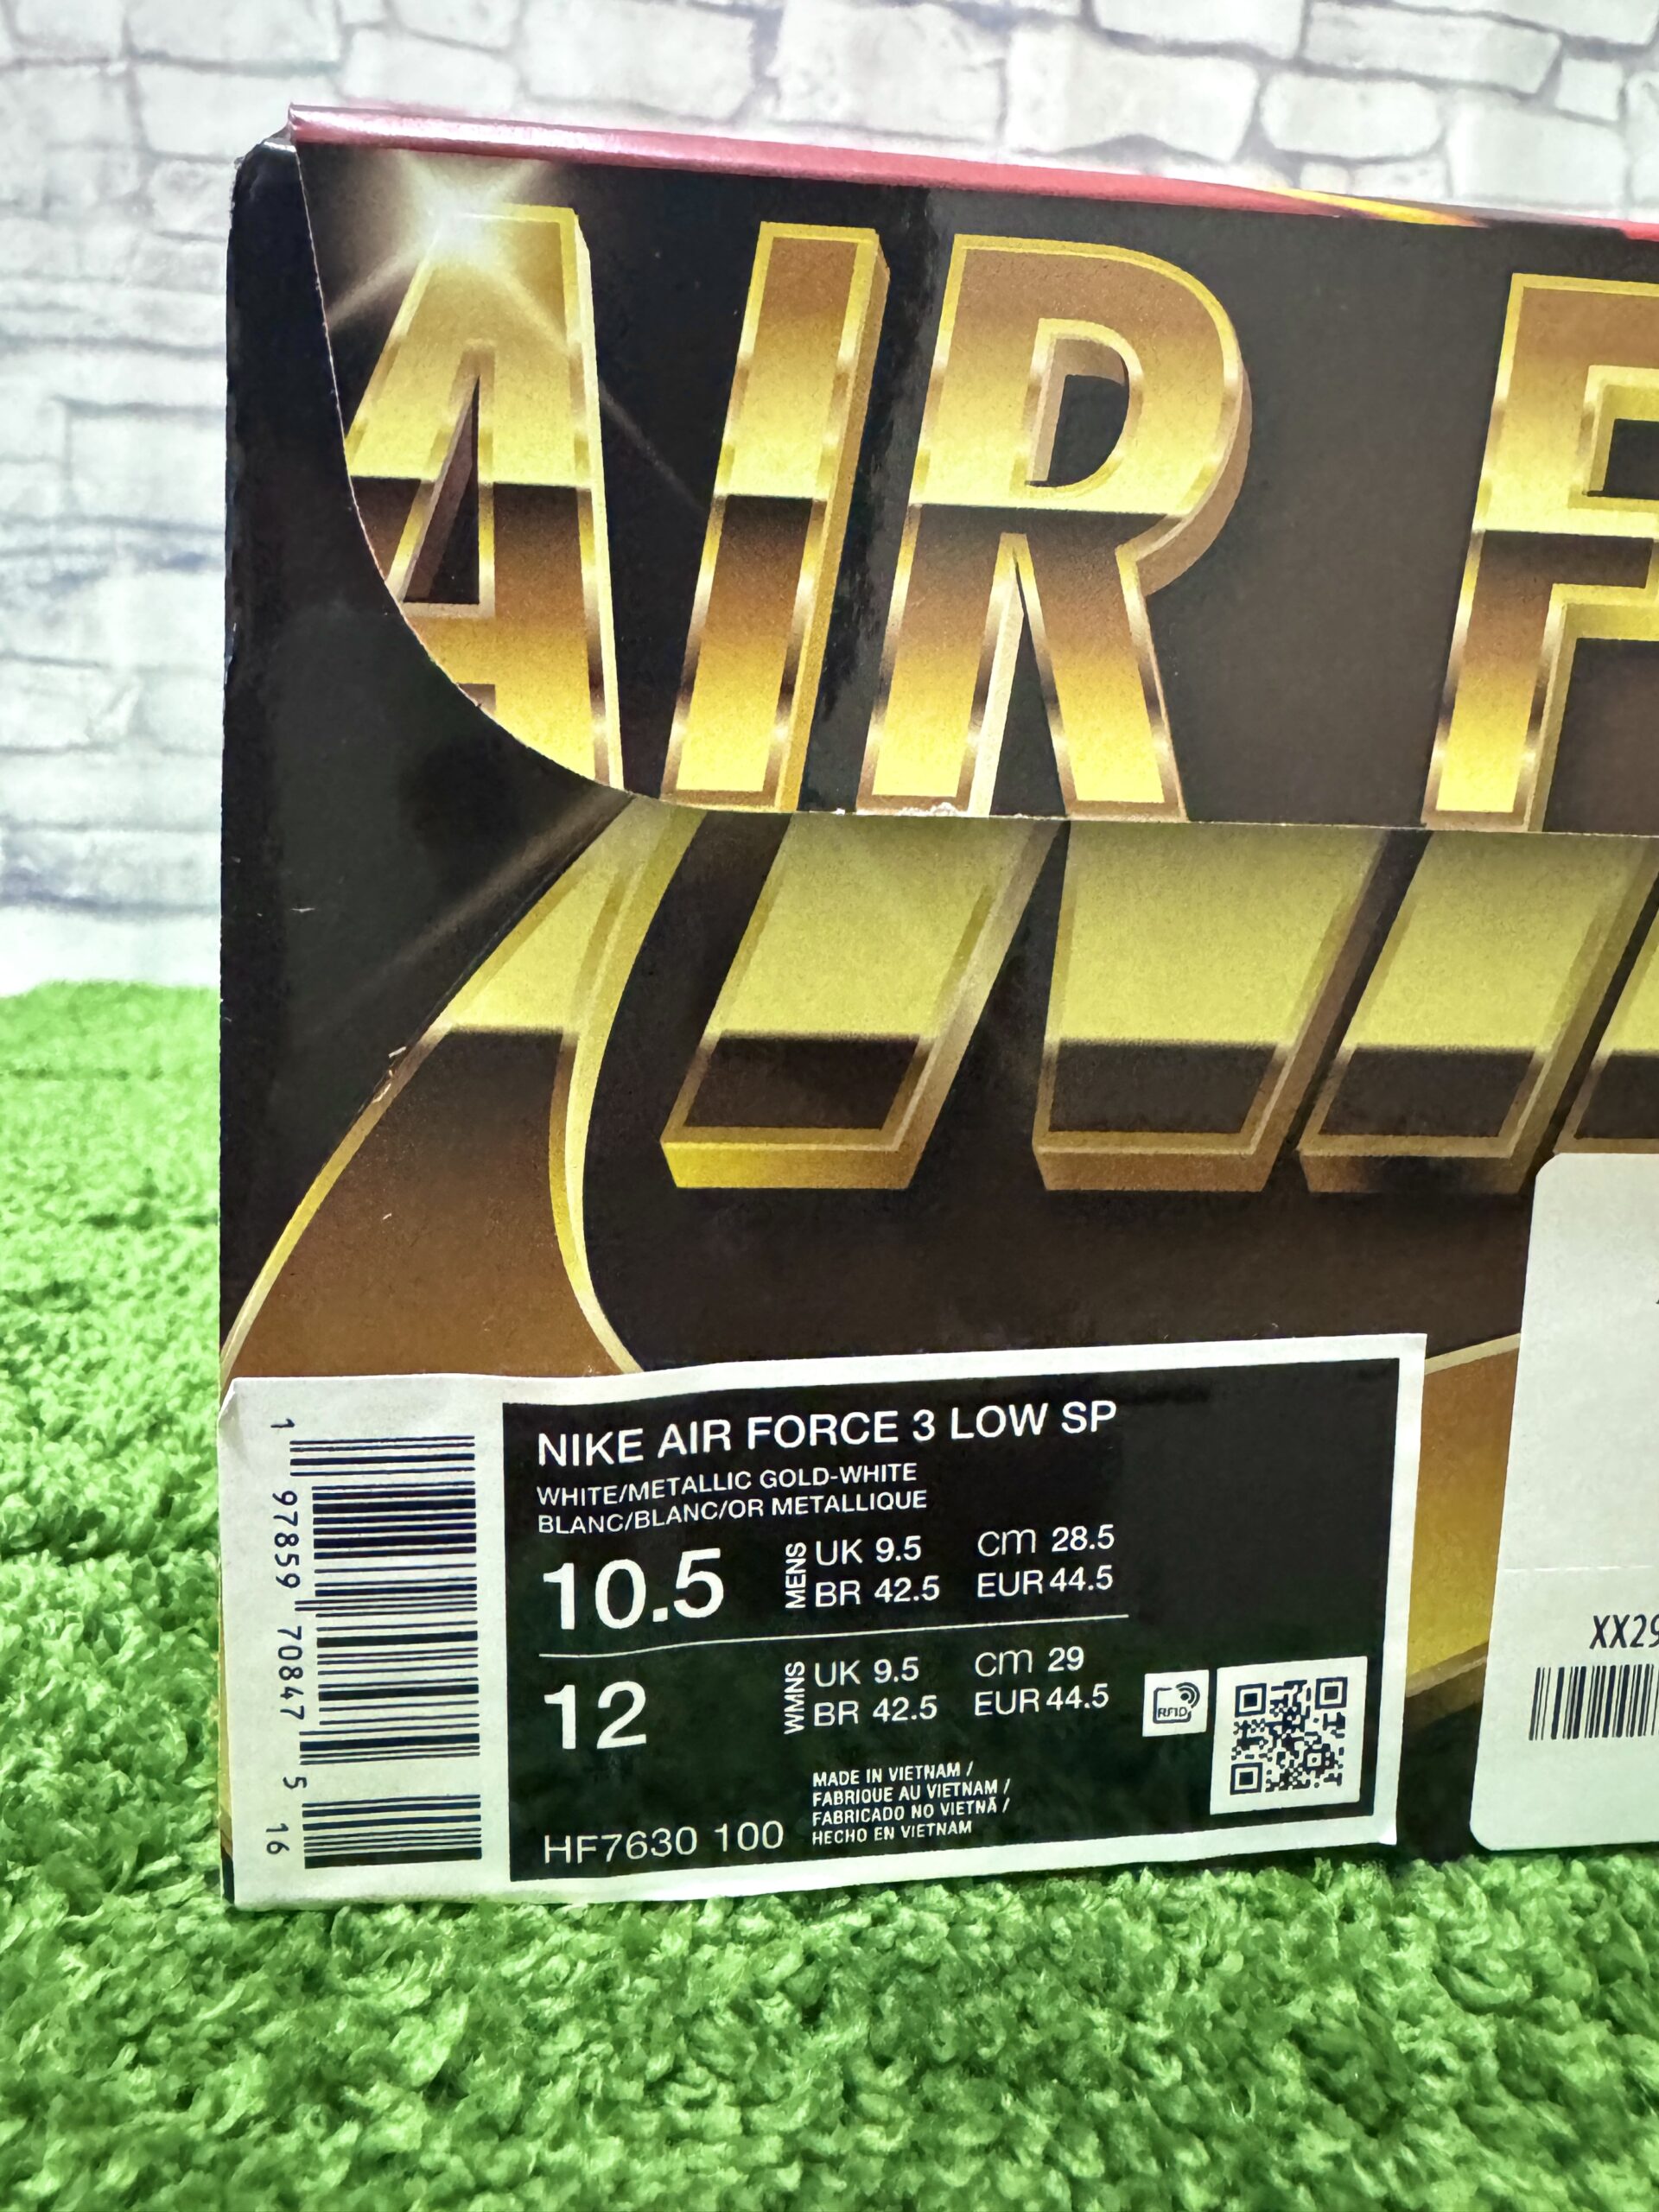 AIR F
1 97859 70847 5 16
NIKE AIR FORCE 3 LOW SP
WHITE/METALLIC GOLD-WHITE
BLANC/BLANC/OR METALLIQUE
10.5 MENS UK 9.5 cm 28.5
BR 42.5 EUR 44.5
12 WMNS UK 9.5 cm 29
BR 42.5 EUR 44.5
RFID
MADE IN VIETNAM /
FABRIQUE AU VIETNAM /
FABRICADO NO VIETNÃ /
HECHO EN VIETNAM
HF7630 100
XX29